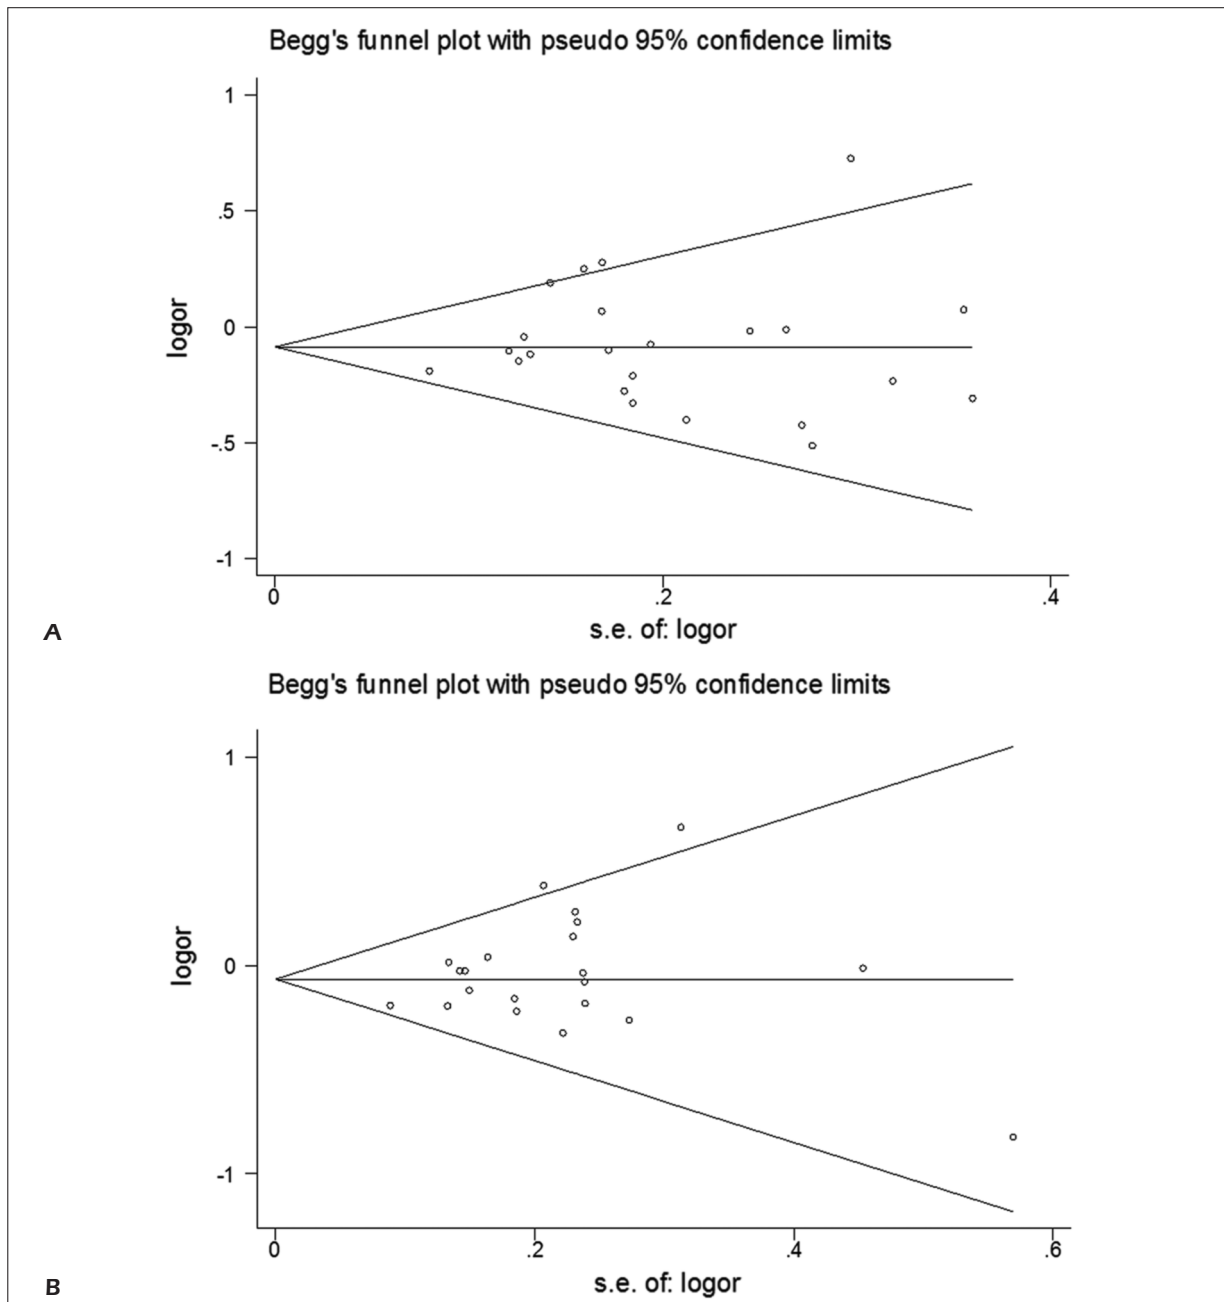 Begg's funnel plot with pseudo 95% confidence limits
1
.5
0
-.5
-1
logor
0 .2 .4
s.e. of: logor
A
Begg's funnel plot with pseudo 95% confidence limits
1
0
-1
logor
0 .2 .4 .6
s.e. of: logor
B